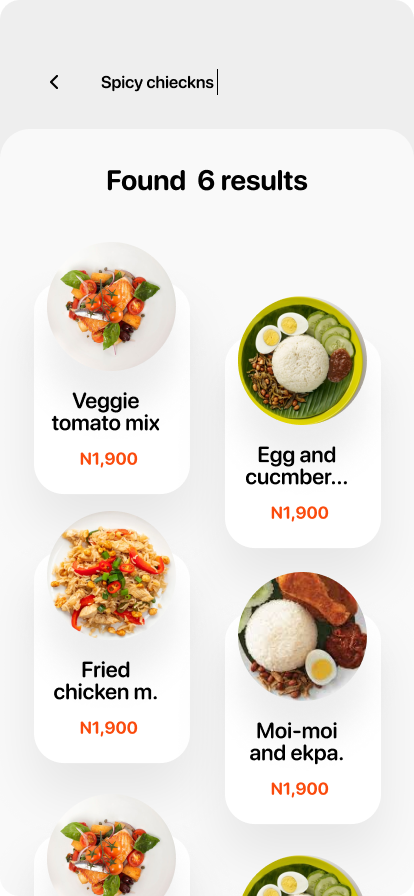 Spicy chieckns
Found 6 results
Veggie
tomato mix
N1,900
Egg and
cucmber...
N1,900
Fried
chicken m.
N1,900
Moi-moi
and ekpa.
N1,900